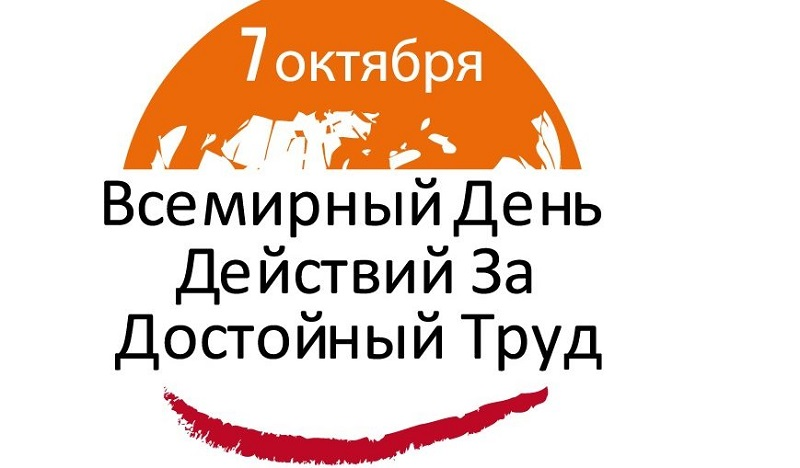 7 октября
Всемирный День
Действий За
Достойный Труд